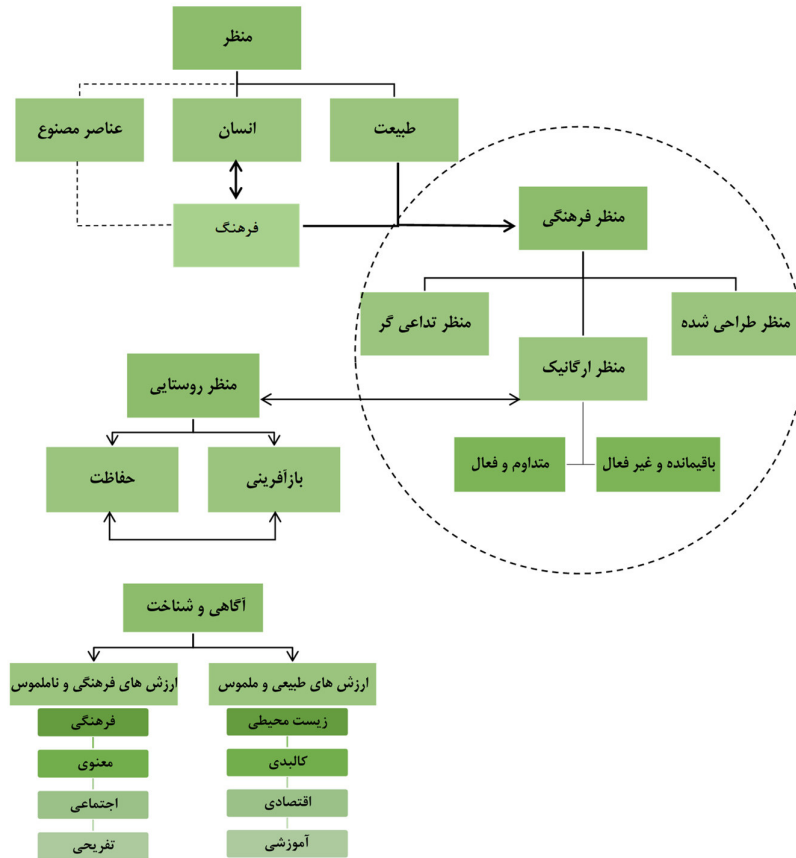 منظر
طبیعت
انسان
عناصر مصنوع
فرهنگ
منظر فرهنگی
منظر طراحی شده
منظر تداعی گر
منظر ارگانیک
باقیمانده و غیر فعال
متداوم و فعال
منظر روستایی
بازآفرینی
حفاظت
آگاهی و شناخت
ارزش های طبیعی و ملموس
زیست محیطی
کالبدی
اقتصادی
آموزشی
ارزش های فرهنگی و ناملموس
فرهنگی
معنوی
اجتماعی
تفریحی